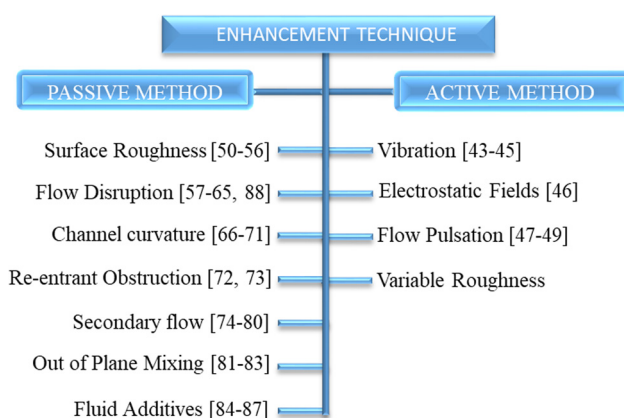 ENHANCEMENT TECHNIQUE
PASSIVE METHOD
ACTIVE METHOD
Surface Roughness [50-56]
Vibration [43-45]
Flow Disruption [57-65, 88]
Electrostatic Fields [46]
Channel curvature [66-71]
Flow Pulsation [47-49]
Re-entrant Obstruction [72, 73]
Variable Roughness
Secondary flow [74-80]
Out of Plane Mixing [81-83]
Fluid Additives [84-87]